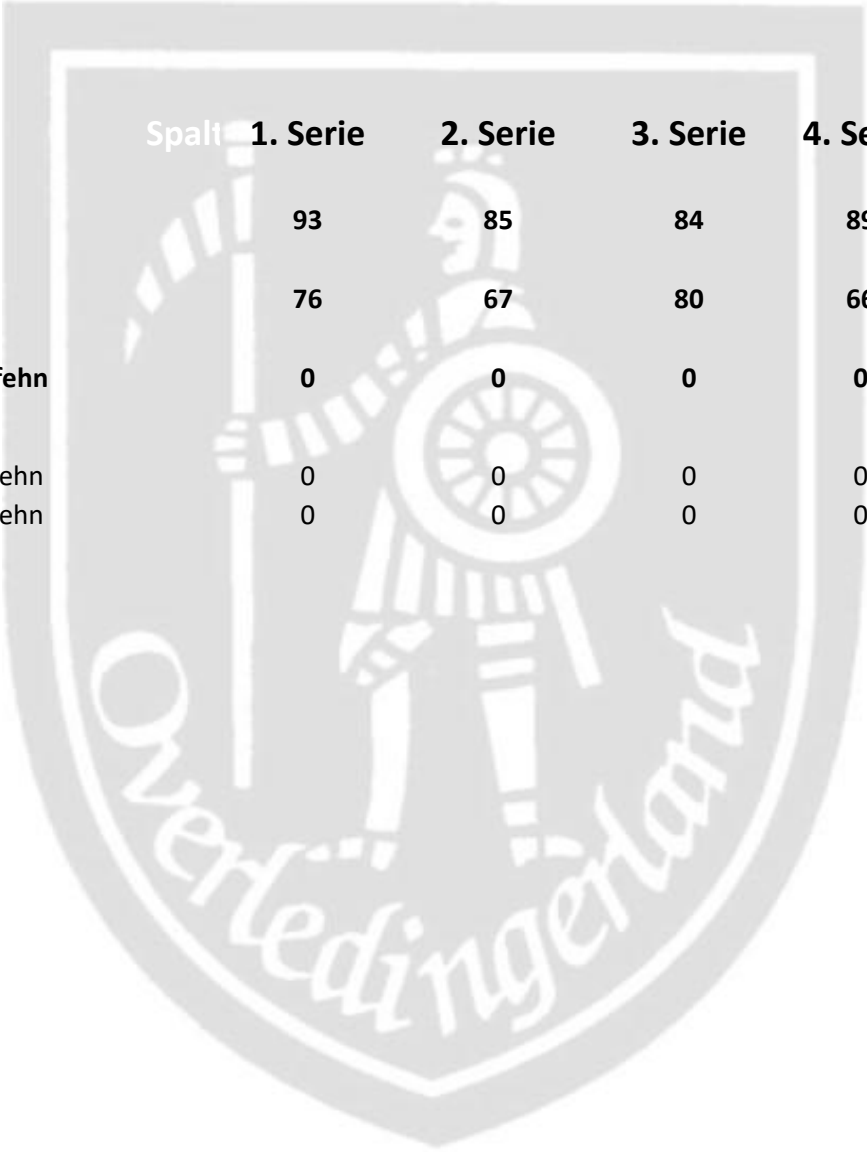 Spalt 1. Serie 2. Serie 3. Serie 4. Se
93 85 84 89
76 67 80 66
fehn 0 0 0 0
ehn 0 0 0 0
ehn 0 0 0 0
Overledingerland